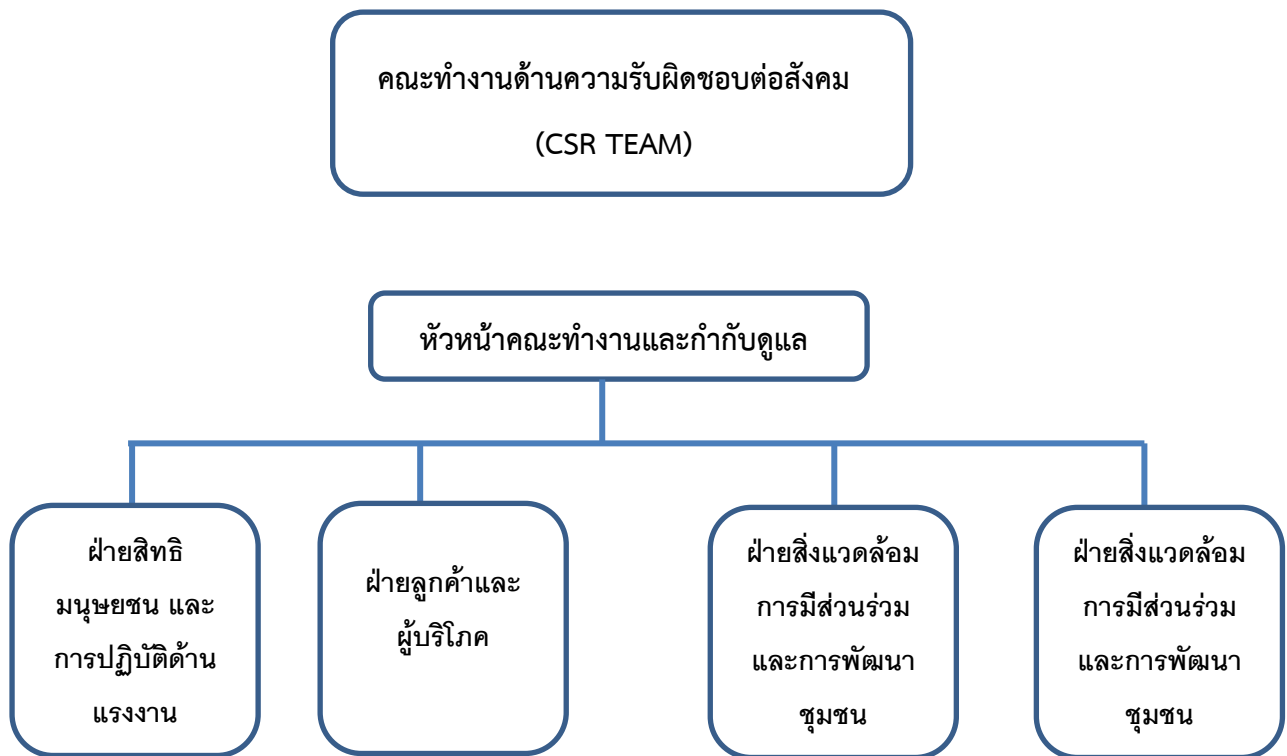 คณะทำงานด้านความรับผิดชอบต่อสังคม
(CSR TEAM)
หัวหน้าคณะทำงานและกำกับดูแล
ฝ่ายสิทธิ
มนุษยชน และ
การปฏิบัติด้าน
แรงงาน
ฝ่ายลูกค้าและ
ผู้บริโภค
ฝ่ายสิ่งแวดล้อม
การมีส่วนร่วม
และการพัฒนา
ชุมชน
ฝ่ายสิ่งแวดล้อม
การมีส่วนร่วม
และการพัฒนา
ชุมชน